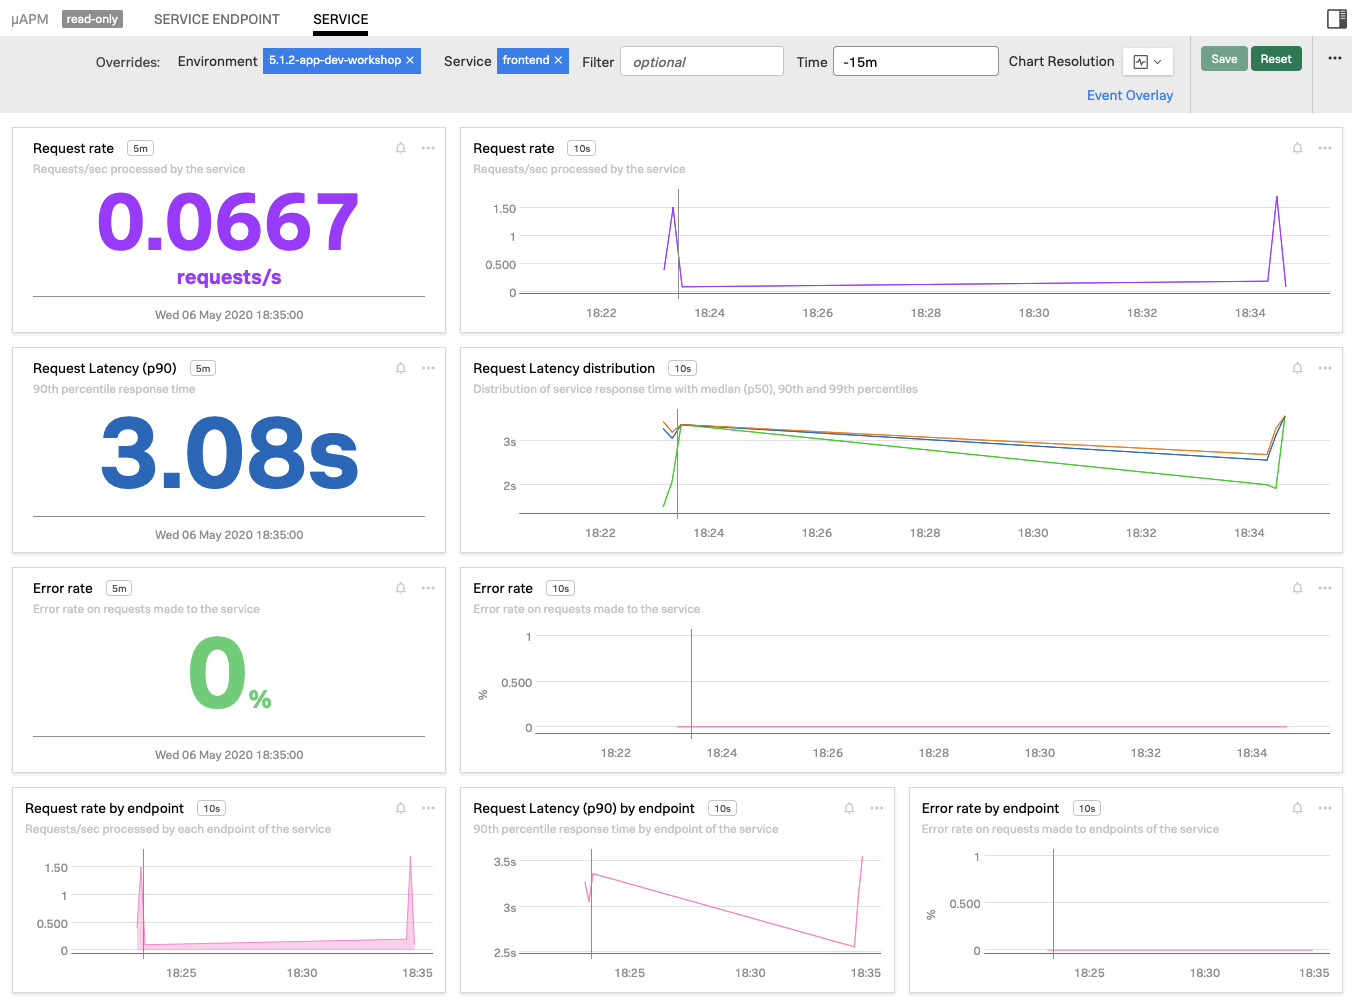 µAPM read-only SERVICE ENDPOINT SERVICE
Overrides: Environment 5.1.2-app-dev-workshop × Service frontend × Filter optional Time -15m Chart Resolution Save Reset
Event Overlay
Request rate 5m
Requests/sec processed by the service
0.0667
requests/s
Wed 06 May 2020 18:35:00
Request rate 10s
Requests/sec processed by the service
1.50
1
0.500
0
18:22 18:24 18:26 18:28 18:30 18:32 18:34
Request Latency (p90) 5m
90th percentile response time
3.08s
Wed 06 May 2020 18:35:00
Request Latency distribution 10s
Distribution of service response time with median (p50), 90th and 99th percentiles
3s
2s
18:22 18:24 18:26 18:28 18:30 18:32 18:34
Error rate 5m
Error rate on requests made to the service
0%
Wed 06 May 2020 18:35:00
Error rate 10s
Error rate on requests made to the service
1
0.500
0
%
18:22 18:24 18:26 18:28 18:30 18:32 18:34
Request rate by endpoint 10s
Requests/sec processed by each endpoint of the service
1.50
1
0.500
0
18:25 18:30 18:35
Request Latency (p90) by endpoint 10s
90th percentile response time by endpoint of the service
3.5s
3s
2.5s
18:25 18:30 18:35
Error rate by endpoint 10s
Error rate on requests made to endpoints of the service
1
0.500
0
%
18:25 18:30 18:35